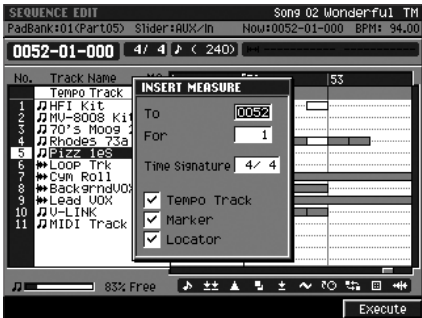 SEQUENCE EDIT Song 02 Wonderful TM
PadBank:01(Part05) Slider:AUX/In Now:0052-01-000 BPM: 94.00
0052-01-000 4/ 4 ♪ ( 240)
No. Track Name 53
Tempo Track
1 HFI Kit
2 MV-8008 Kit
3 70's Moog 2
4 Rhodes 73a
5 Pizz 1eS
6 Loop Trk
7 Cym Roll
8 BackgrndVOX
9 Lead VOX
10 V-LINK
11 MIDI Track
INSERT MEASURE
To 0052
For 1
Time Signature 4/ 4
Tempo Track
Marker
Locator
83% Free
Execute